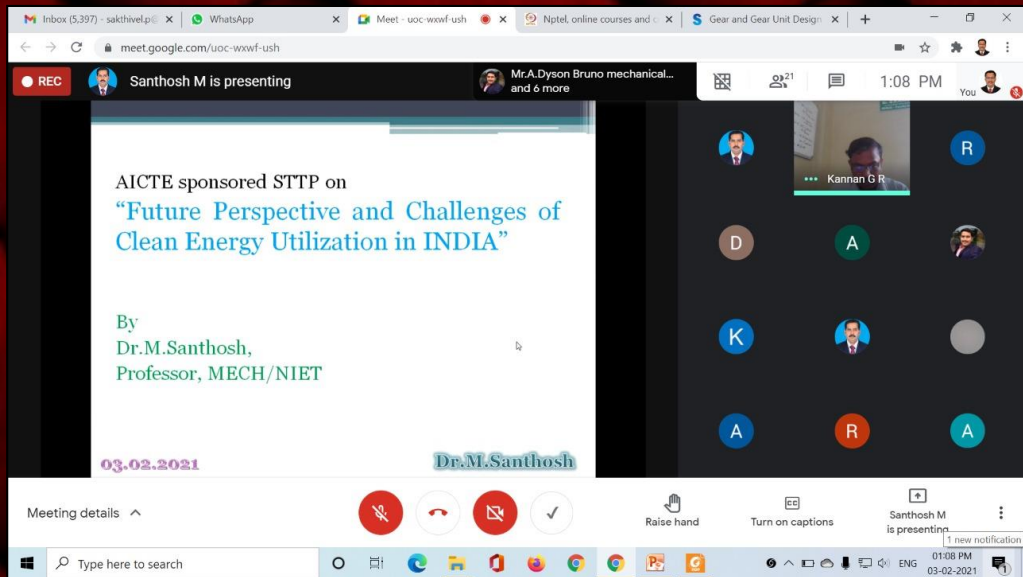 Inbox (5,397) - sakthivel.p@
WhatsApp
Meet - uoc-wxwf-ush
Nptel, online courses and c
Gear and Gear Unit Design
meet.google.com/uoc-wxwf-ush
REC
Santhosh M is presenting
Mr.A.Dyson Bruno mechanical...
and 6 more
21
1:08 PM
You
AICTE sponsored STTP on
“Future Perspective and Challenges of
Clean Energy Utilization in INDIA”
By
Dr.M.Santhosh,
Professor, MECH/NIET
03.02.2021
Dr.M.Santhosh
R
Kannan G R
D
A
K
A
R
A
Meeting details
Raise hand
Turn on captions
Santhosh M
is presenting
1 new notification
Type here to search
ENG
01:08 PM
03-02-2021